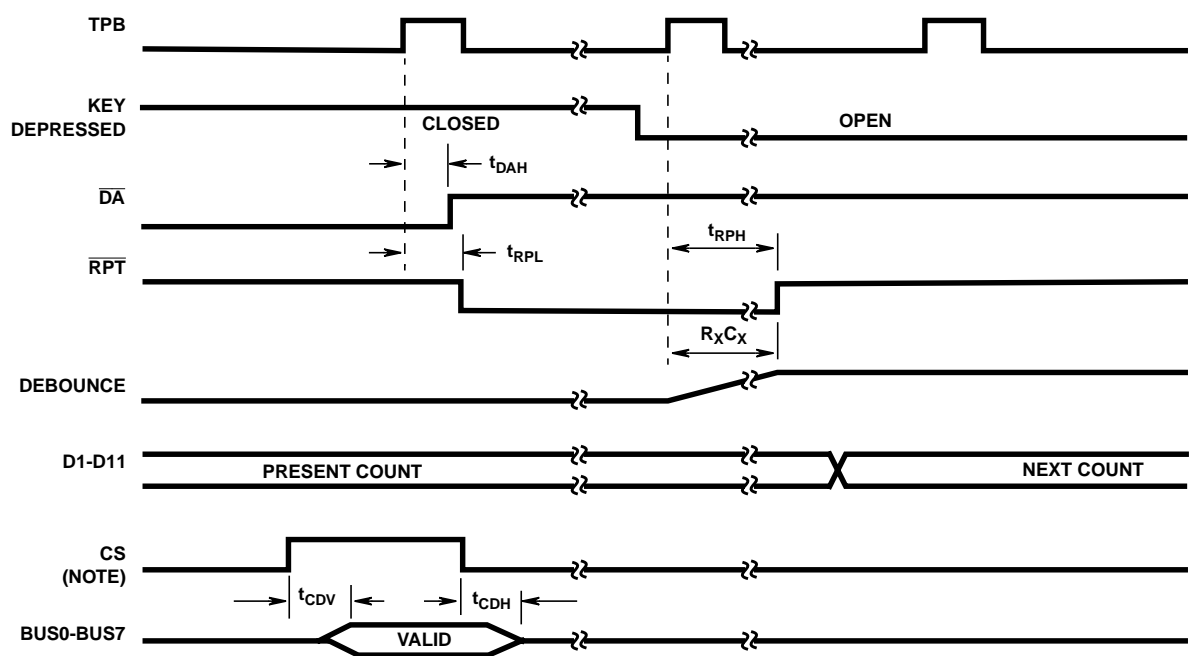 TPB
KEY
DEPRESSED
CLOSED
OPEN
tDAH
DA
tRPH
tRPL
RPT
RXCX
DEBOUNCE
D1-D11
PRESENT COUNT
NEXT COUNT
CS
(NOTE)
tCDV
tCDH
BUS0-BUS7
VALID